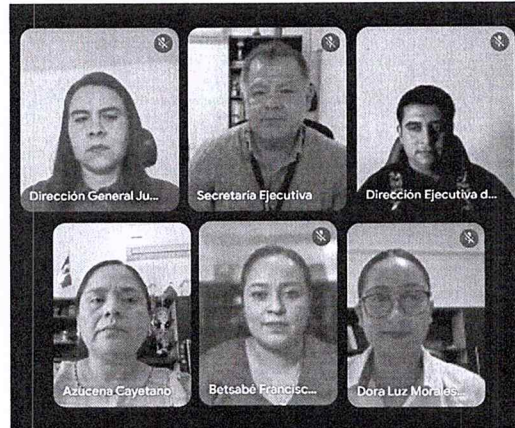 Dirección General Ju...
Secretaría Ejecutiva
Dirección Ejecutiva d...
Azucena Cayetano
Betsabé Francisc...
Dora Luz Morales...